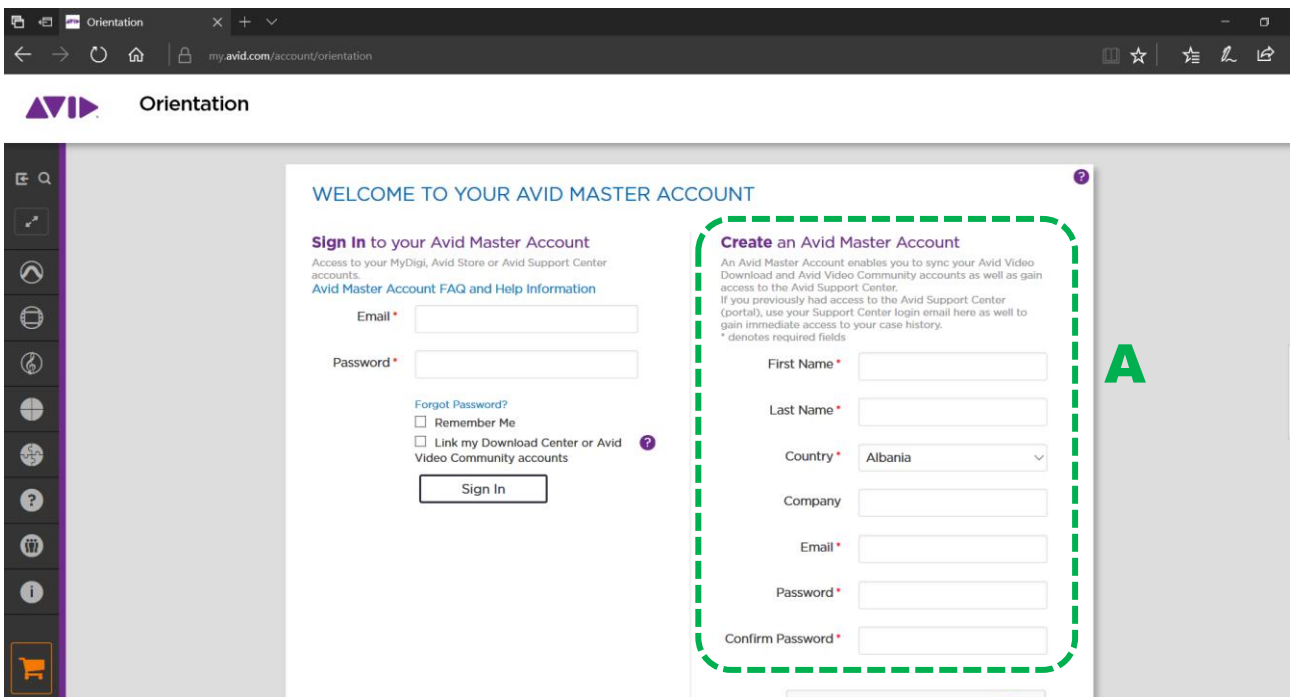 Orientation
my.avid.com/account/orientation
AVID
Orientation
WELCOME TO YOUR AVID MASTER ACCOUNT
Sign In to your Avid Master Account
Access to your MyDigi, Avid Store or Avid Support Center
accounts.
Avid Master Account FAQ and Help Information
Email *
Password *
Forgot Password?
Remember Me
Link my Download Center or Avid
Video Community accounts
Sign In
Create an Avid Master Account
An Avid Master Account enables you to sync your Avid Video
Download and Avid Video Community accounts as well as gain
access to the Avid Support Center.
If you previously had access to the Avid Support Center
(portal), use your Support Center login email here as well to
gain immediate access to your case history.
* denotes required fields
First Name *
Last Name *
Country * Albania
Company
Email *
Password *
Confirm Password *
A